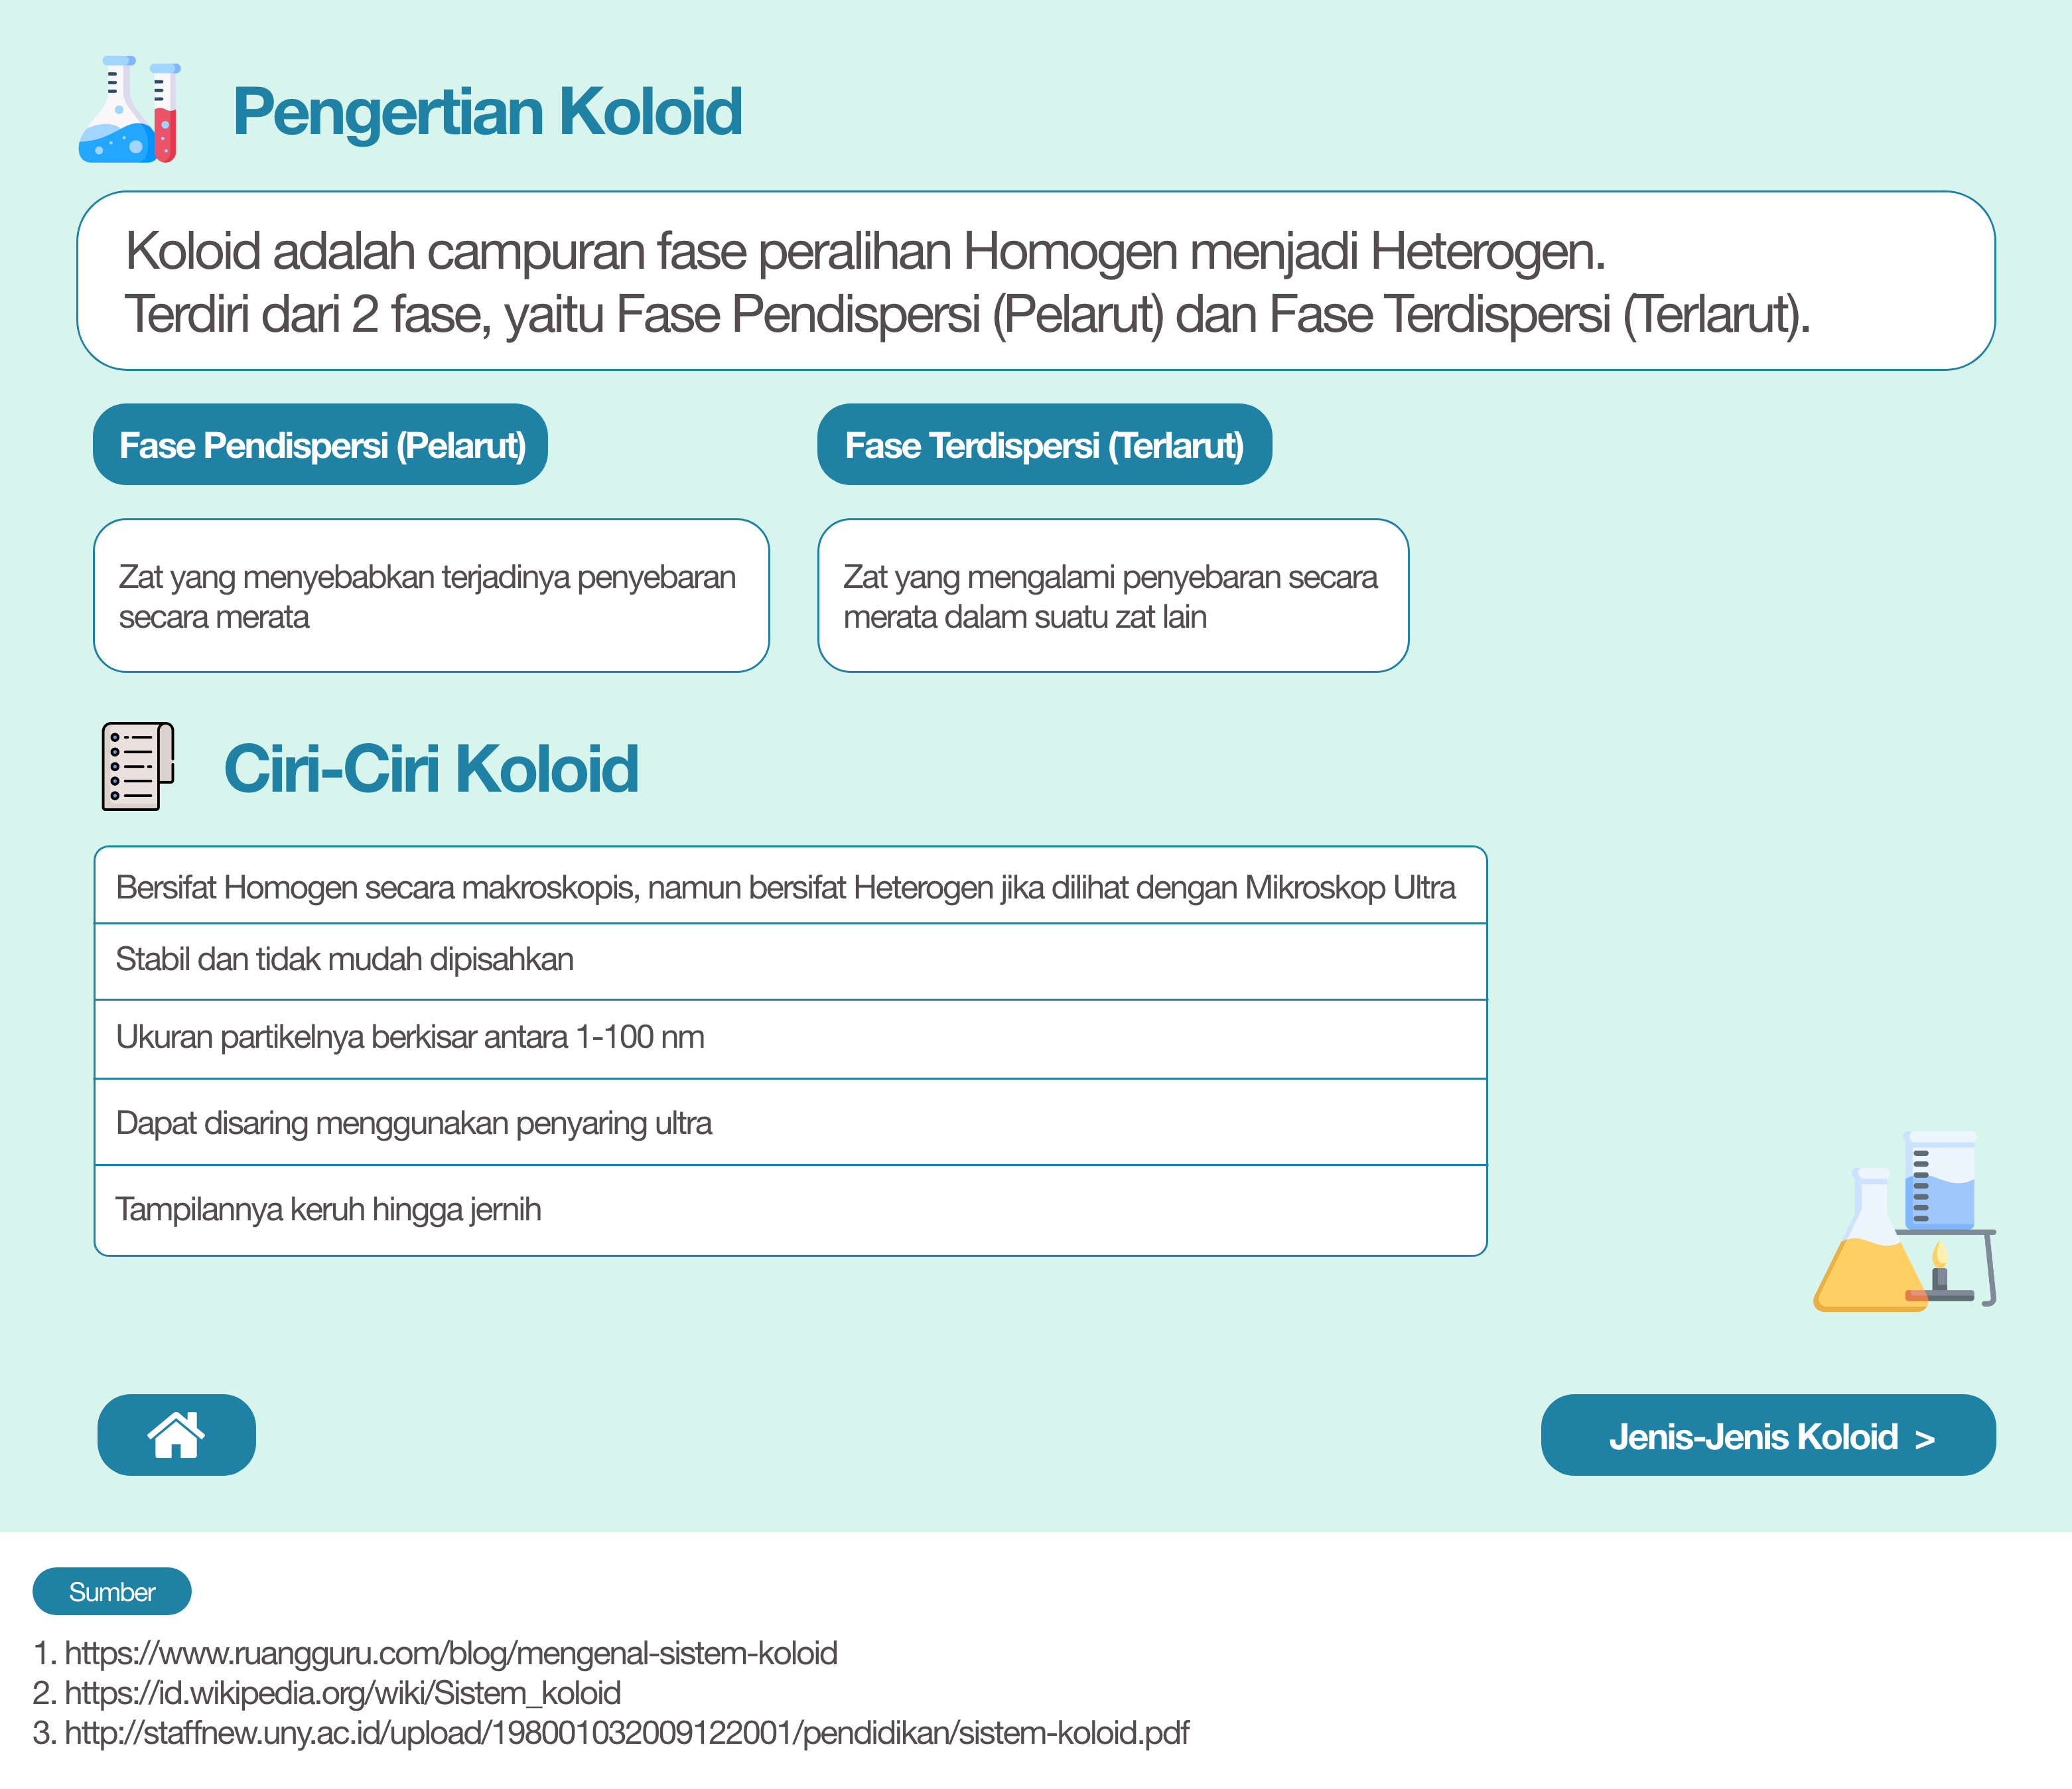 Pengertian Koloid
Koloid adalah campuran fase peralihan Homogen menjadi Heterogen.
Terdiri dari 2 fase, yaitu Fase Pendispersi (Pelarut) dan Fase Terdispersi (Terlarut).
Fase Pendispersi (Pelarut)
Zat yang menyebabkan terjadinya penyebaran
secara merata
Fase Terdispersi (Terlarut)
Zat yang mengalami penyebaran secara
merata dalam suatu zat lain
Ciri-Ciri Koloid
Bersifat Homogen secara makroskopis, namun bersifat Heterogen jika dilihat dengan Mikroskop Ultra
Stabil dan tidak mudah dipisahkan
Ukuran partikelnya berkisar antara 1-100 nm
Dapat disaring menggunakan penyaring ultra
Tampilannya keruh hingga jernih
Jenis-Jenis Koloid >
Sumber
1. https://www.ruangguru.com/blog/mengenal-sistem-koloid
2. https://id.wikipedia.org/wiki/Sistem_koloid
3. http://staffnew.uny.ac.id/upload/198001032009122001/pendidikan/sistem-koloid.pdf